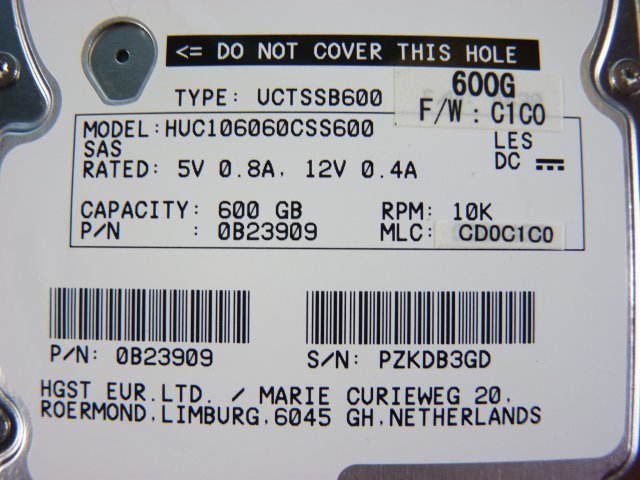 <= DO NOT COVER THIS HOLE
TYPE: UCTSSB600
600G
F/W : C1C0
MODEL:HUC106060CSS600
SAS
LES
RATED: 5V 0.8A, 12V 0.4A
DC
CAPACITY: 600 GB RPM: 10K
P/N : 0B23909 MLC: CD0C1C0
P/N: 0B23909
S/N: PZKDB3GD
HGST EUR.LTD. / MARIE CURIEWEG 20,
ROERMOND,LIMBURG,6045 GH,NETHERLANDS